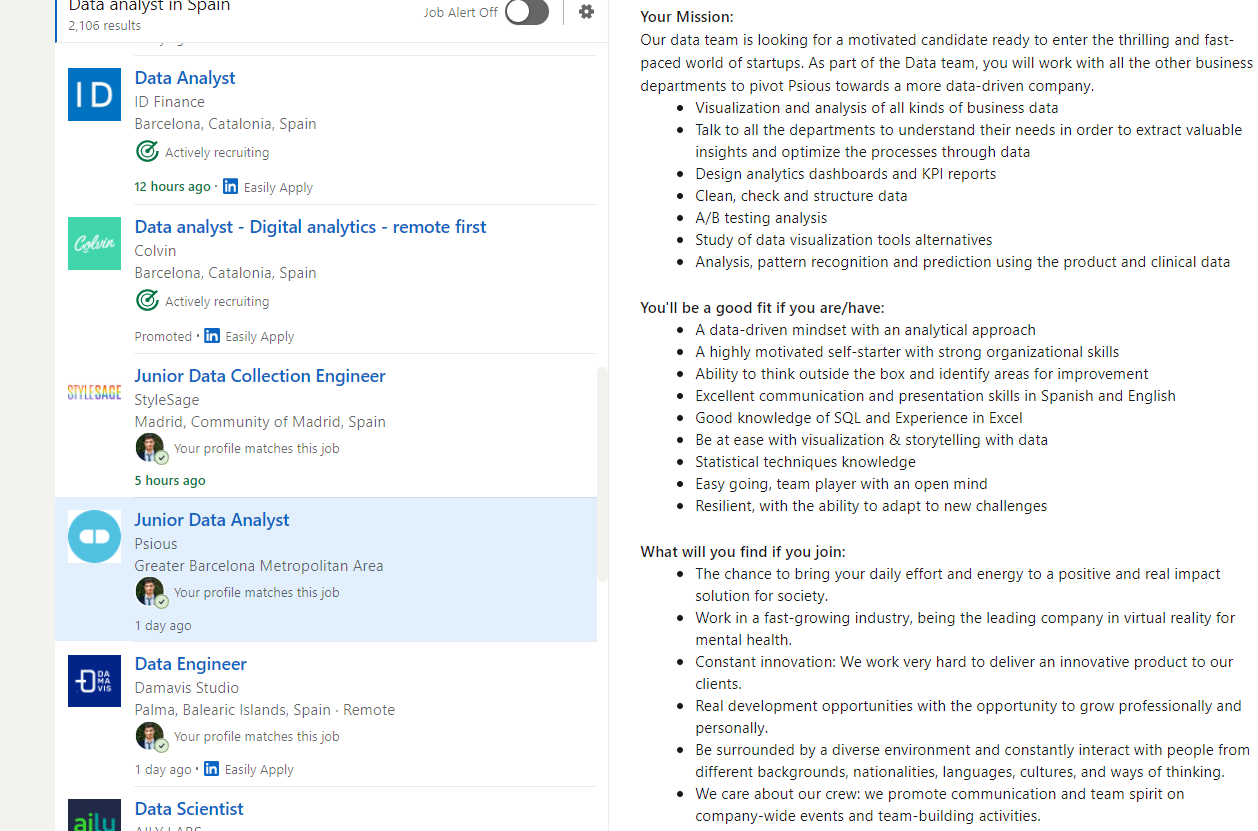 Data analyst in Spain
2,106 results
Job Alert Off
ID
Data Analyst
ID Finance
Barcelona, Catalonia, Spain
Actively recruiting
12 hours ago · in Easily Apply
Colvin
Data analyst - Digital analytics - remote first
Colvin
Barcelona, Catalonia, Spain
Actively recruiting
Promoted · in Easily Apply
STYLESAGE
Junior Data Collection Engineer
StyleSage
Madrid, Community of Madrid, Spain
Your profile matches this job
5 hours ago
Junior Data Analyst
Psious
Greater Barcelona Metropolitan Area
Your profile matches this job
1 day ago
DAMAVIS
Data Engineer
Damavis Studio
Palma, Balearic Islands, Spain · Remote
Your profile matches this job
1 day ago · in Easily Apply
ailu
Data Scientist
Your Mission:
Our data team is looking for a motivated candidate ready to enter the thrilling and fast-
paced world of startups. As part of the Data team, you will work with all the other business
departments to pivot Psious towards a more data-driven company.
• Visualization and analysis of all kinds of business data
• Talk to all the departments to understand their needs in order to extract valuable
insights and optimize the processes through data
• Design analytics dashboards and KPI reports
• Clean, check and structure data
• A/B testing analysis
• Study of data visualization tools alternatives
• Analysis, pattern recognition and prediction using the product and clinical data
You'll be a good fit if you are/have:
• A data-driven mindset with an analytical approach
• A highly motivated self-starter with strong organizational skills
• Ability to think outside the box and identify areas for improvement
• Excellent communication and presentation skills in Spanish and English
• Good knowledge of SQL and Experience in Excel
• Be at ease with visualization & storytelling with data
• Statistical techniques knowledge
• Easy going, team player with an open mind
• Resilient, with the ability to adapt to new challenges
What will you find if you join:
• The chance to bring your daily effort and energy to a positive and real impact
solution for society.
• Work in a fast-growing industry, being the leading company in virtual reality for
mental health.
• Constant innovation: We work very hard to deliver an innovative product to our
clients.
• Real development opportunities with the opportunity to grow professionally and
personally.
• Be surrounded by a diverse environment and constantly interact with people from
different backgrounds, nationalities, languages, cultures, and ways of thinking.
• We care about our crew: we promote communication and team spirit on
company-wide events and team-building activities.